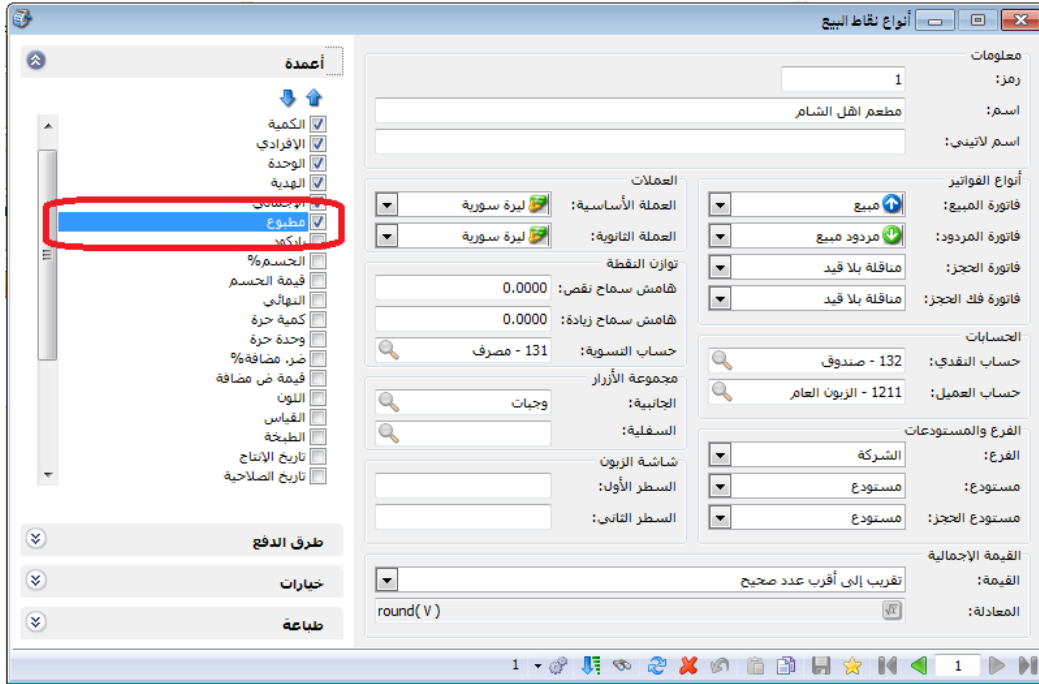 أنواع نقاط البيع
معلومات
رمز: 1
اسم: مطعم اهل الشام
اسم لاتيني:
أنواع الفواتير
فاتورة المبيع: مبيع
فاتورة المردود: مردود مبيع
فاتورة الحجز: مناقلة بلا قيد
فاتورة فك الحجز: مناقلة بلا قيد
الحسابات
حساب النقدي: 132 - صندوق
حساب العميل: 1211 - الزبون العام
الفرع والمستودعات
الفرع: الشركة
مستودع: مستودع
مستودع الحجز: مستودع
العملات
العملة الأساسية: ليرة سورية
العملة الثانوية: ليرة سورية
توازن النقطة
هامش سماح نقص: 0.0000
هامش سماح زيادة: 0.0000
حساب التسوية: 131 - مصرف
مجموعة الأزرار
الجانبية: وجبات
السفلية:
شاشة الزبون
السطر الأول:
السطر الثاني:
القيمة الإجمالية
القيمة: تقريب إلى أقرب عدد صحيح
المعادلة: round( V )
أعمدة
الكمية
الإفرادي
الوحدة
الهدية
الإجمالي
مطبوع
باركود
الحسم%
قيمة الحسم
النهائي
كمية حرة
وحدة حرة
ضر. مضافة%
قيمة ض مضافة
اللون
القياس
الطبخة
تاريخ الإنتاج
تاريخ الصلاحية
طرق الدفع
خيارات
طباعة
1
1